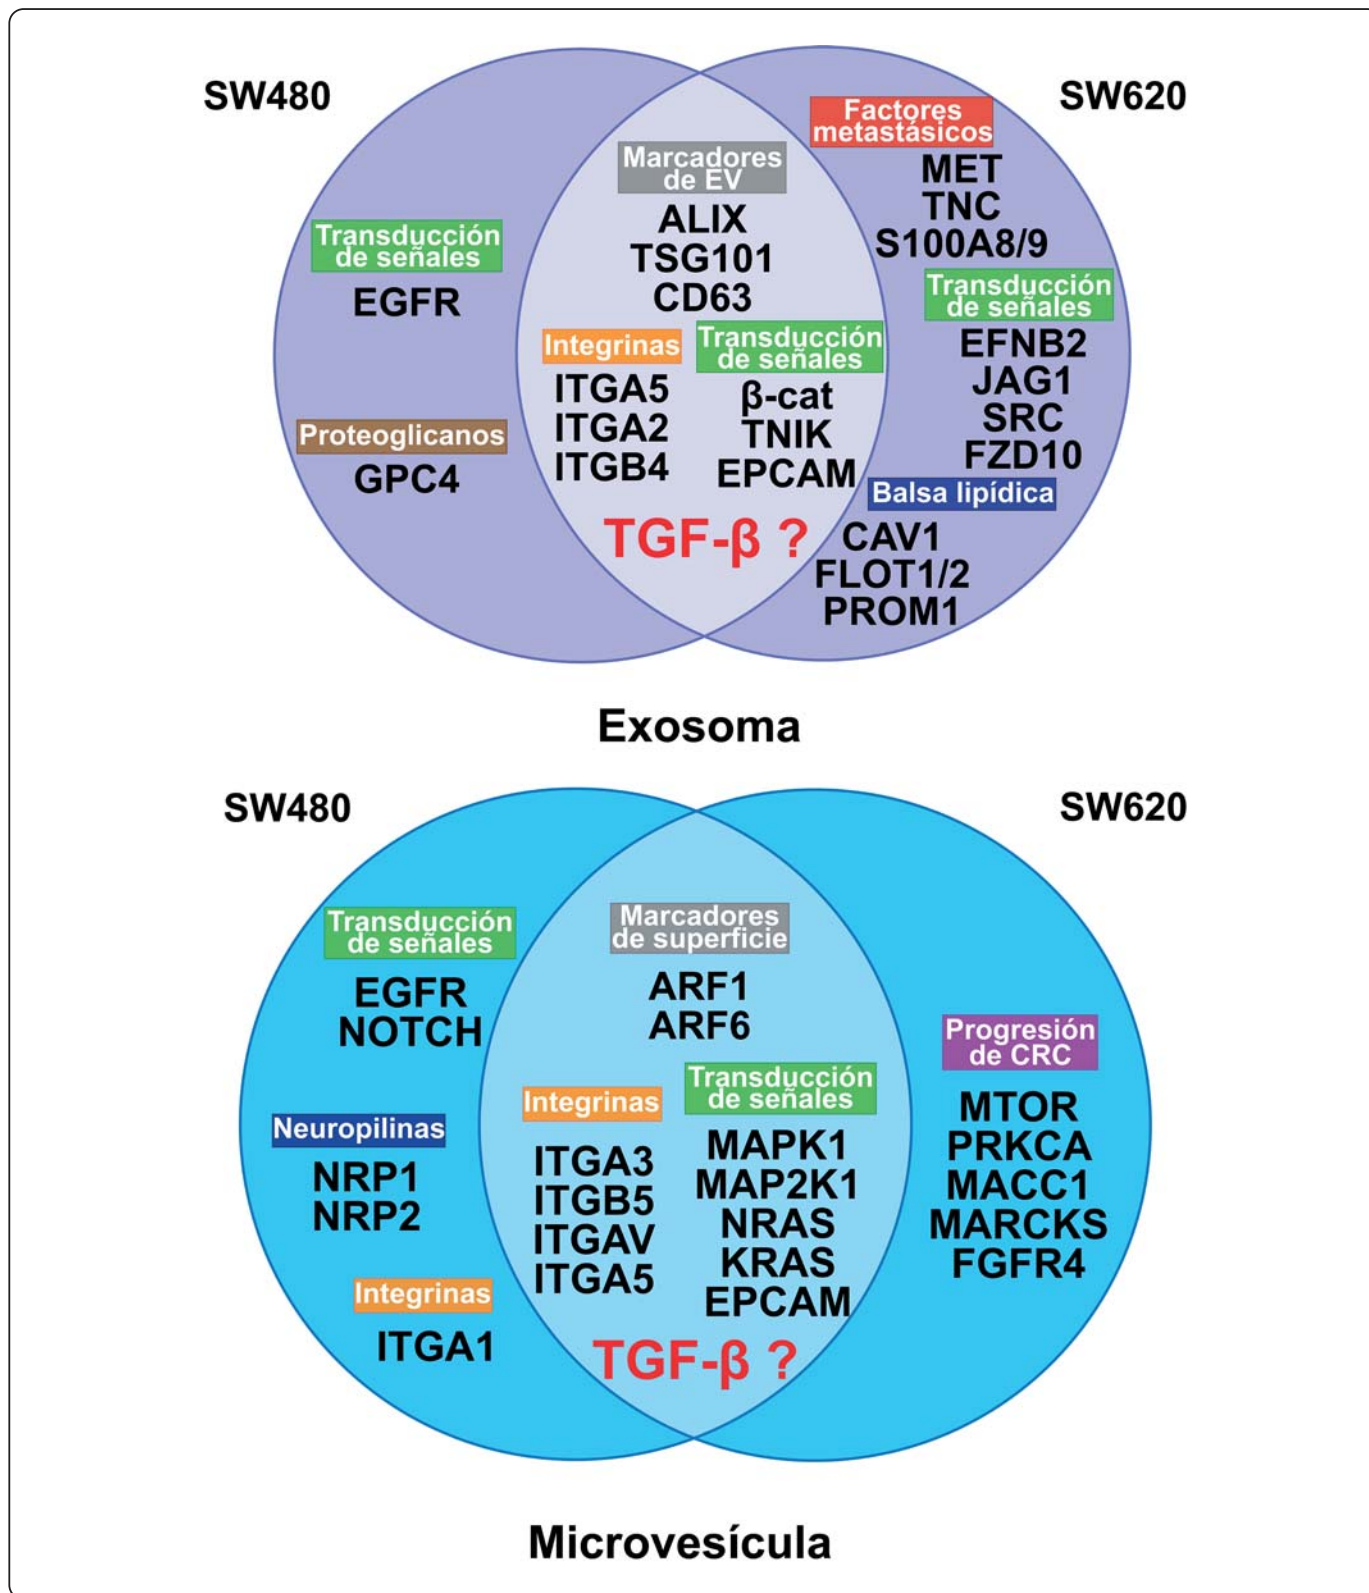 SW480
SW620
Marcadores
de EV
ALIX
TSG101
CD63
Transducción
de señales
EGFR
Proteoglicanos
GPC4
Integrinas
ITGA5
ITGA2
ITGB4
Transducción
de señales
β-cat
TNIK
EPCAM
TGF-β ?
Factores
metastásicos
MET
TNC
S100A8/9
Transducción
de señales
EFNB2
JAG1
SRC
FZD10
Balsa lipídica
CAV1
FLOT1/2
PROM1
Exosoma
SW480
SW620
Transducción
de señales
EGFR
NOTCH
Neuropilinas
NRP1
NRP2
Integrinas
ITGA1
Marcadores
de superficie
ARF1
ARF6
Integrinas
ITGA3
ITGB5
ITGAV
ITGA5
Transducción
de señales
MAPK1
MAP2K1
NRAS
KRAS
EPCAM
TGF-β ?
Progresión
de CRC
MTOR
PRKCA
MACC1
MARCKS
FGFR4
Microvesícula